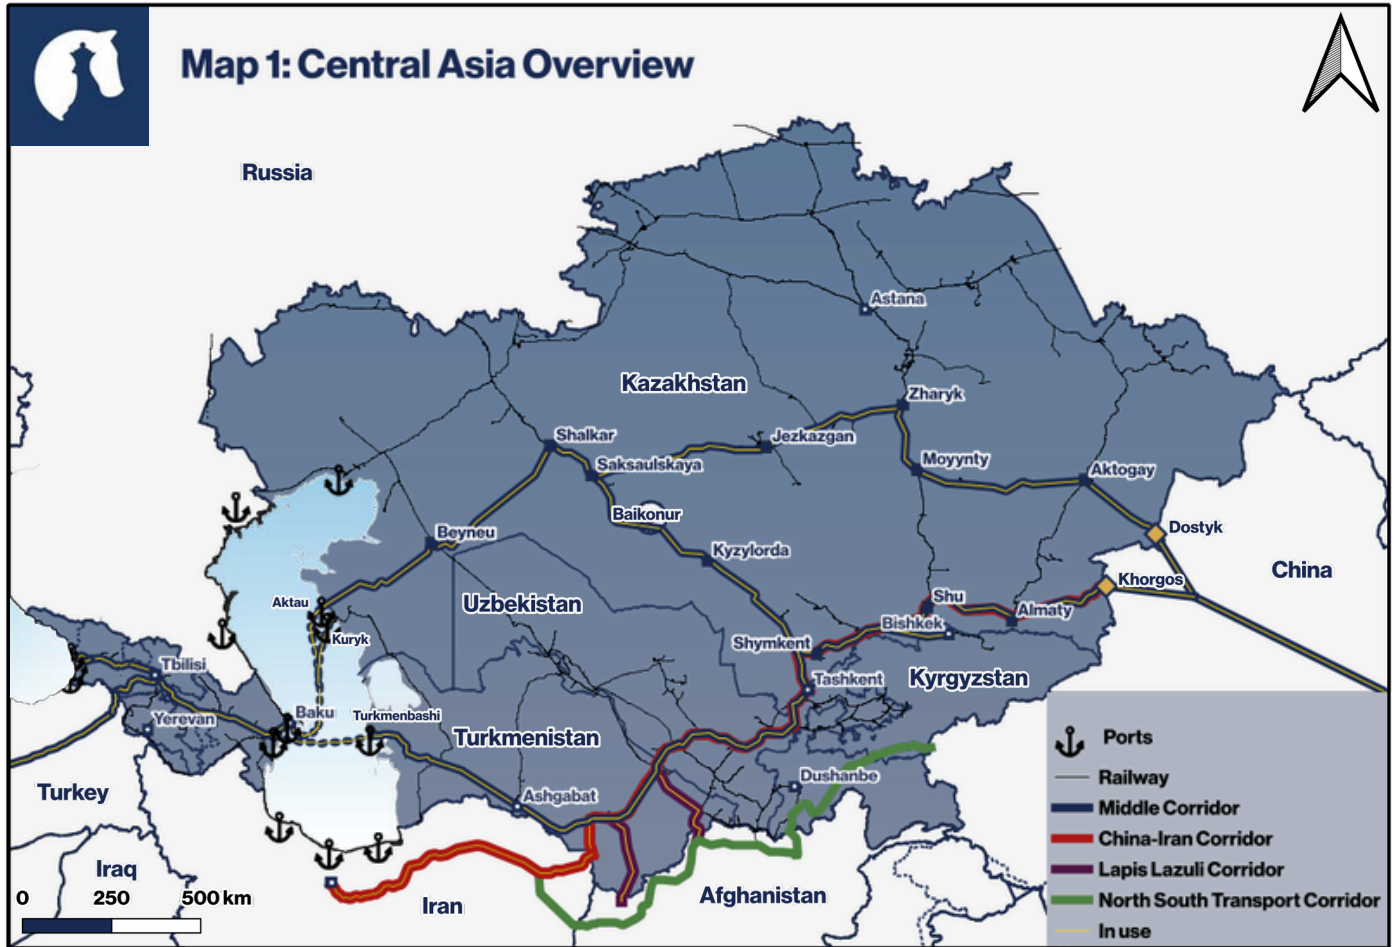 Map 1: Central Asia Overview
Russia
Astana
Kazakhstan
Zharyk
Shalkar
Jezkazgan
Saksaulskaya
Moyynty
Aktogay
Baikonur
Dostyk
Beyneu
Kyzylorda
China
Khorgos
Aktau
Uzbekistan
Shu
Almaty
Kuryk
Bishkek
Shymkent
Tbilisi
Tashkent
Kyrgyzstan
Yerevan
Baku
Turkmenbashi
Turkmenistan
Dushanbe
Turkey
Ashgabat
Iraq
Iran
Afghanistan
0 250 500 km
Ports
Railway
Middle Corridor
China-Iran Corridor
Lapis Lazuli Corridor
North South Transport Corridor
In use